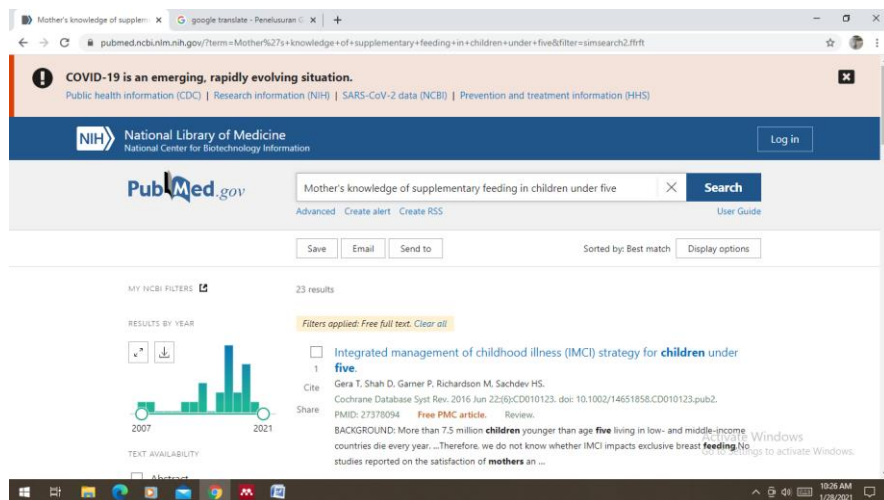 Mother's knowledge of supplem
google translate - Penelusuran G
pubmed.ncbi.nlm.nih.gov/?term=Mother%27s+knowledge+of+supplementary+feeding+in+children+under+five&filter=simsearch2.ffrft
COVID-19 is an emerging, rapidly evolving situation.
Public health information (CDC) | Research information (NIH) | SARS-CoV-2 data (NCBI) | Prevention and treatment information (HHS)
NIH National Library of Medicine
National Center for Biotechnology Information
Log in
PubMed.gov
Mother's knowledge of supplementary feeding in children under five
Search
Advanced Create alert Create RSS
User Guide
Save Email Send to
Sorted by: Best match Display options
MY NCBI FILTERS
23 results
RESULTS BY YEAR
Filters applied: Free full text. Clear all
Integrated management of childhood illness (IMCI) strategy for children under
1 five.
Cite
Gera T, Shah D, Garner P, Richardson M, Sachdev HS.
Cochrane Database Syst Rev. 2016 Jun 22;(6):CD010123. doi: 10.1002/14651858.CD010123.pub2.
Share
PMID: 27378094 Free PMC article. Review.
2007 2021
BACKGROUND: More than 7.5 million children younger than age five living in low- and middle-income
countries die every year. ...Therefore. we do not know whether IMCI impacts exclusive breast feeding.No
studies reported on the satisfaction of mothers an ...
TEXT AVAILABILITY
Abstract
Activate Windows
Go to Settings to activate Windows.
10:26 AM
1/28/2021